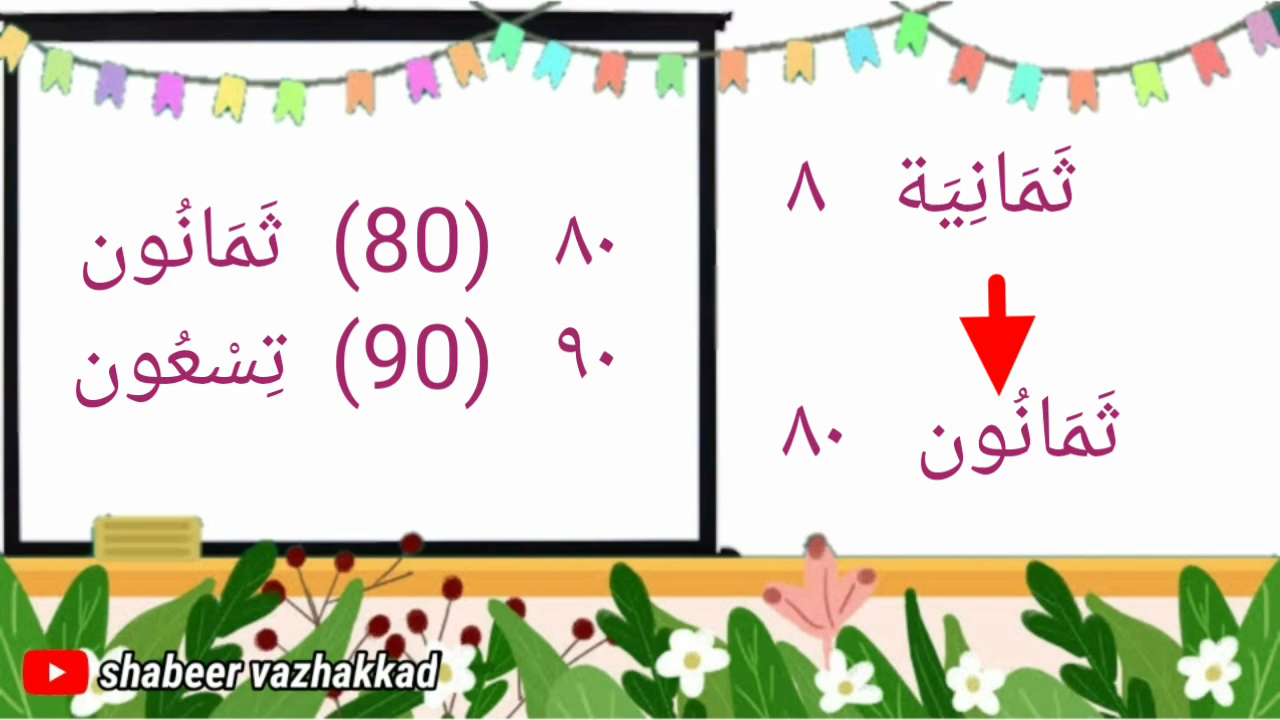 ٨٠ (80) ثَمَانُون
٩٠ (90) تِسْعُون
ثَمَانِيَة ٨
ثَمَانُون ٨٠
shabeer vazhakkad